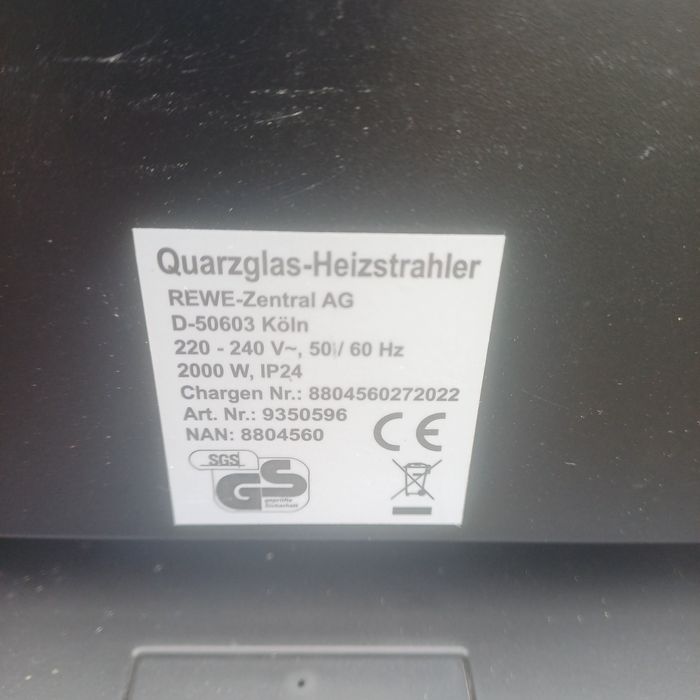 Quarzglas-Heizstrahler
REWE-Zentral AG
D-50603 Köln
220 - 240 V~, 50 / 60 Hz
2000 W, IP24
Chargen Nr.: 8804560272022
Art. Nr.: 9350596
NAN: 8804560
CE
SGS
GS
geprüfte
Sicherheit